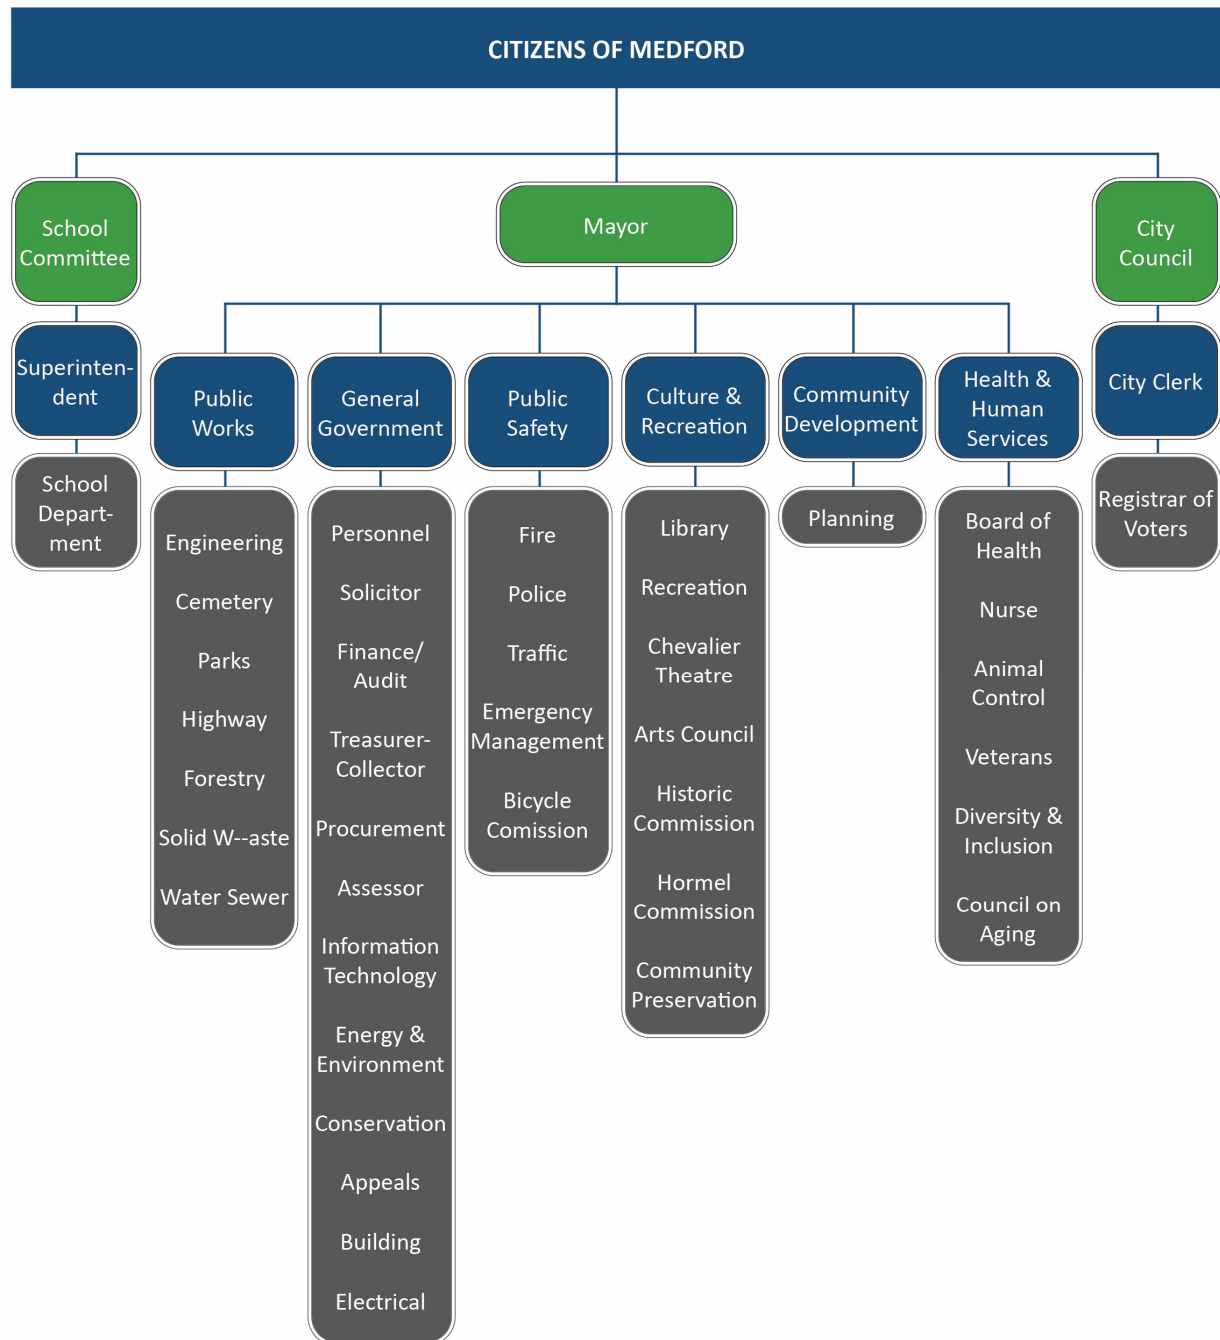 CITIZENS OF MEDFORD
School
Committee
Mayor
City
Council
Superinten-
dent
Public
Works
General
Government
Public
Safety
Culture &
Recreation
Community
Development
Health &
Human
Services
City Clerk
School
Depart-
ment
Engineering
Cemetery
Parks
Highway
Forestry
Solid W--aste
Water Sewer
Personnel
Solicitor
Finance/
Audit
Treasurer-
Collector
Procurement
Assessor
Information
Technology
Energy &
Environment
Conservation
Appeals
Building
Electrical
Fire
Police
Traffic
Emergency
Management
Bicycle
Comission
Library
Recreation
Chevalier
Theatre
Arts Council
Historic
Commission
Hormel
Commission
Community
Preservation
Planning
Board of
Health
Nurse
Animal
Control
Veterans
Diversity &
Inclusion
Council on
Aging
Registrar of
Voters